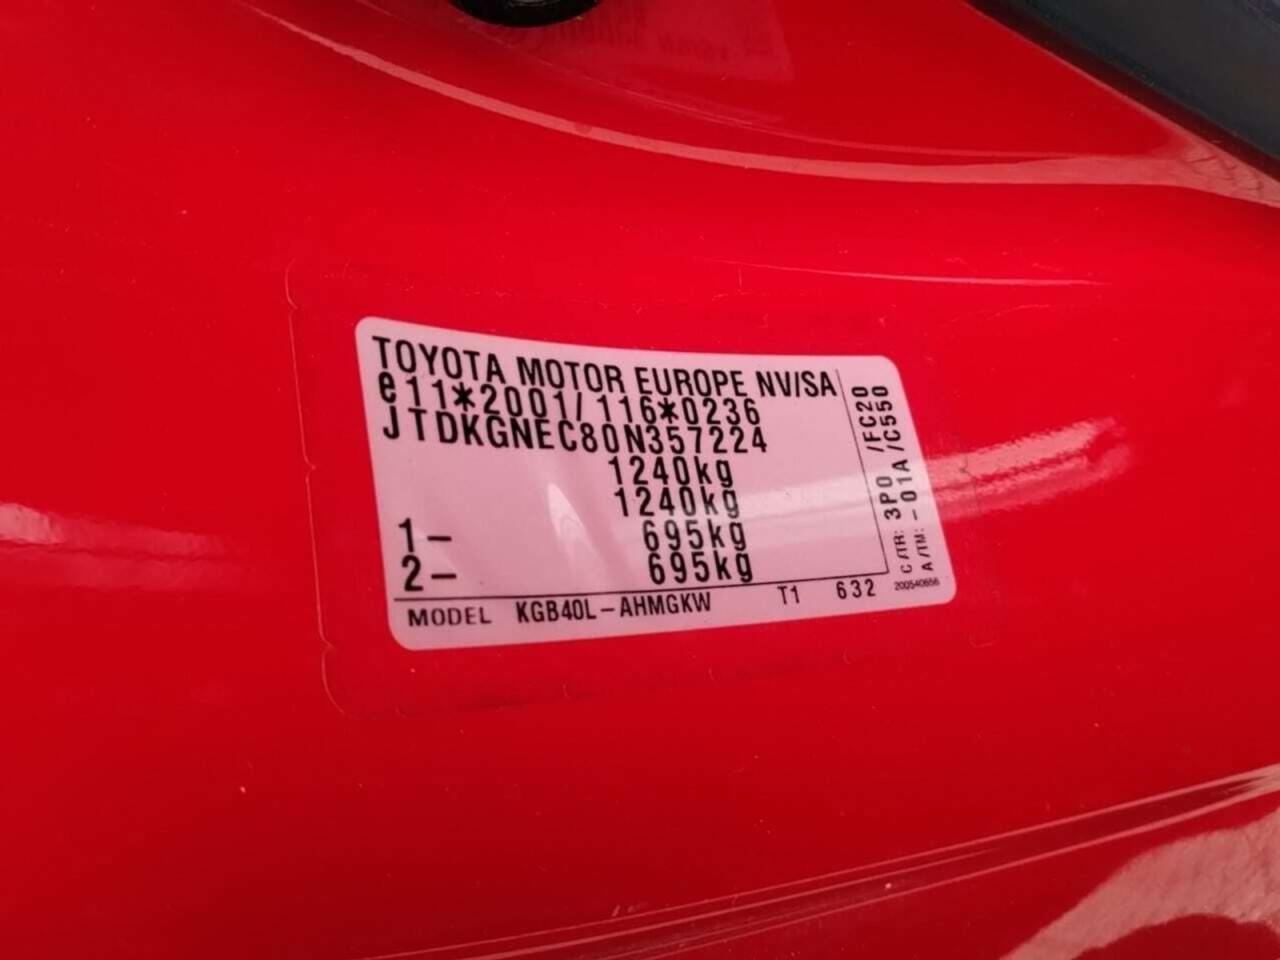 TOYOTA MOTOR EUROPE NV/SA
e11*2001/116*0236
JTDKGNEC80N357224
1240kg
1240kg
1- 695kg
2- 695kg
MODEL KGB40L-AHMGKW T1 632
C/TR: 3P0 /FC20
A/TM: -01A/C550
200540656